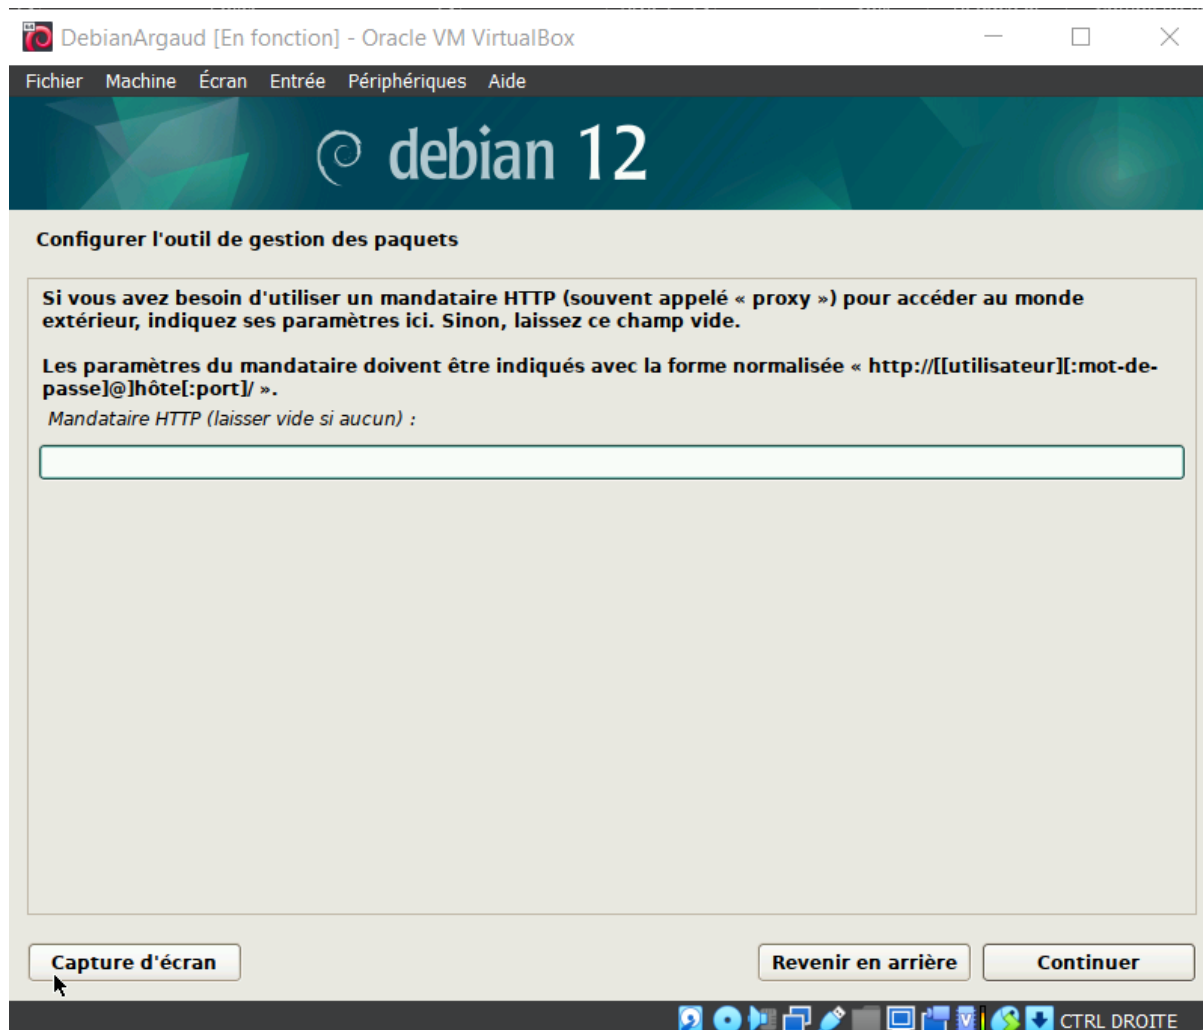 DebianArgaud [En fonction] - Oracle VM VirtualBox
Fichier Machine Écran Entrée Périphériques Aide
debian 12
Configurer l'outil de gestion des paquets
Si vous avez besoin d'utiliser un mandataire HTTP (souvent appelé « proxy ») pour accéder au monde
extérieur, indiquez ses paramètres ici. Sinon, laissez ce champ vide.
Les paramètres du mandataire doivent être indiqués avec la forme normalisée « http://[[utilisateur][:mot-de-
passe]@]hôte[:port]/ ».
Mandataire HTTP (laisser vide si aucun) :
Capture d'écran Revenir en arrière Continuer
CTRL DROITE